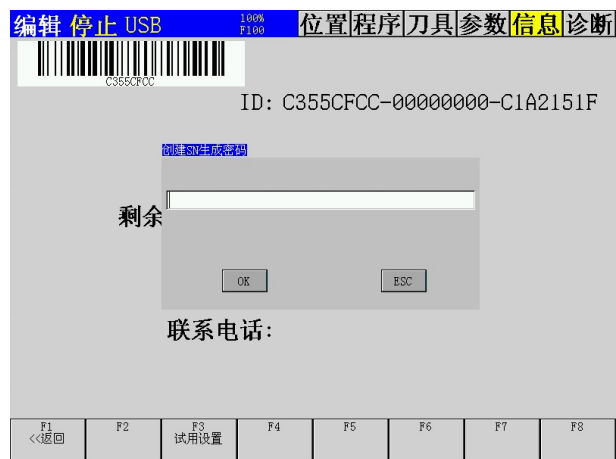 编辑 停止 USB 100% F100 位置 程序 刀具 参数 信息 诊断
C355CFCC
ID: C355CFCC-00000000-C1A2151F
创建SN生成密码
剩余
OK ESC
联系电话:
F1 F2 F3 F4 F5 F6 F7 F8
<<返回 试用设置